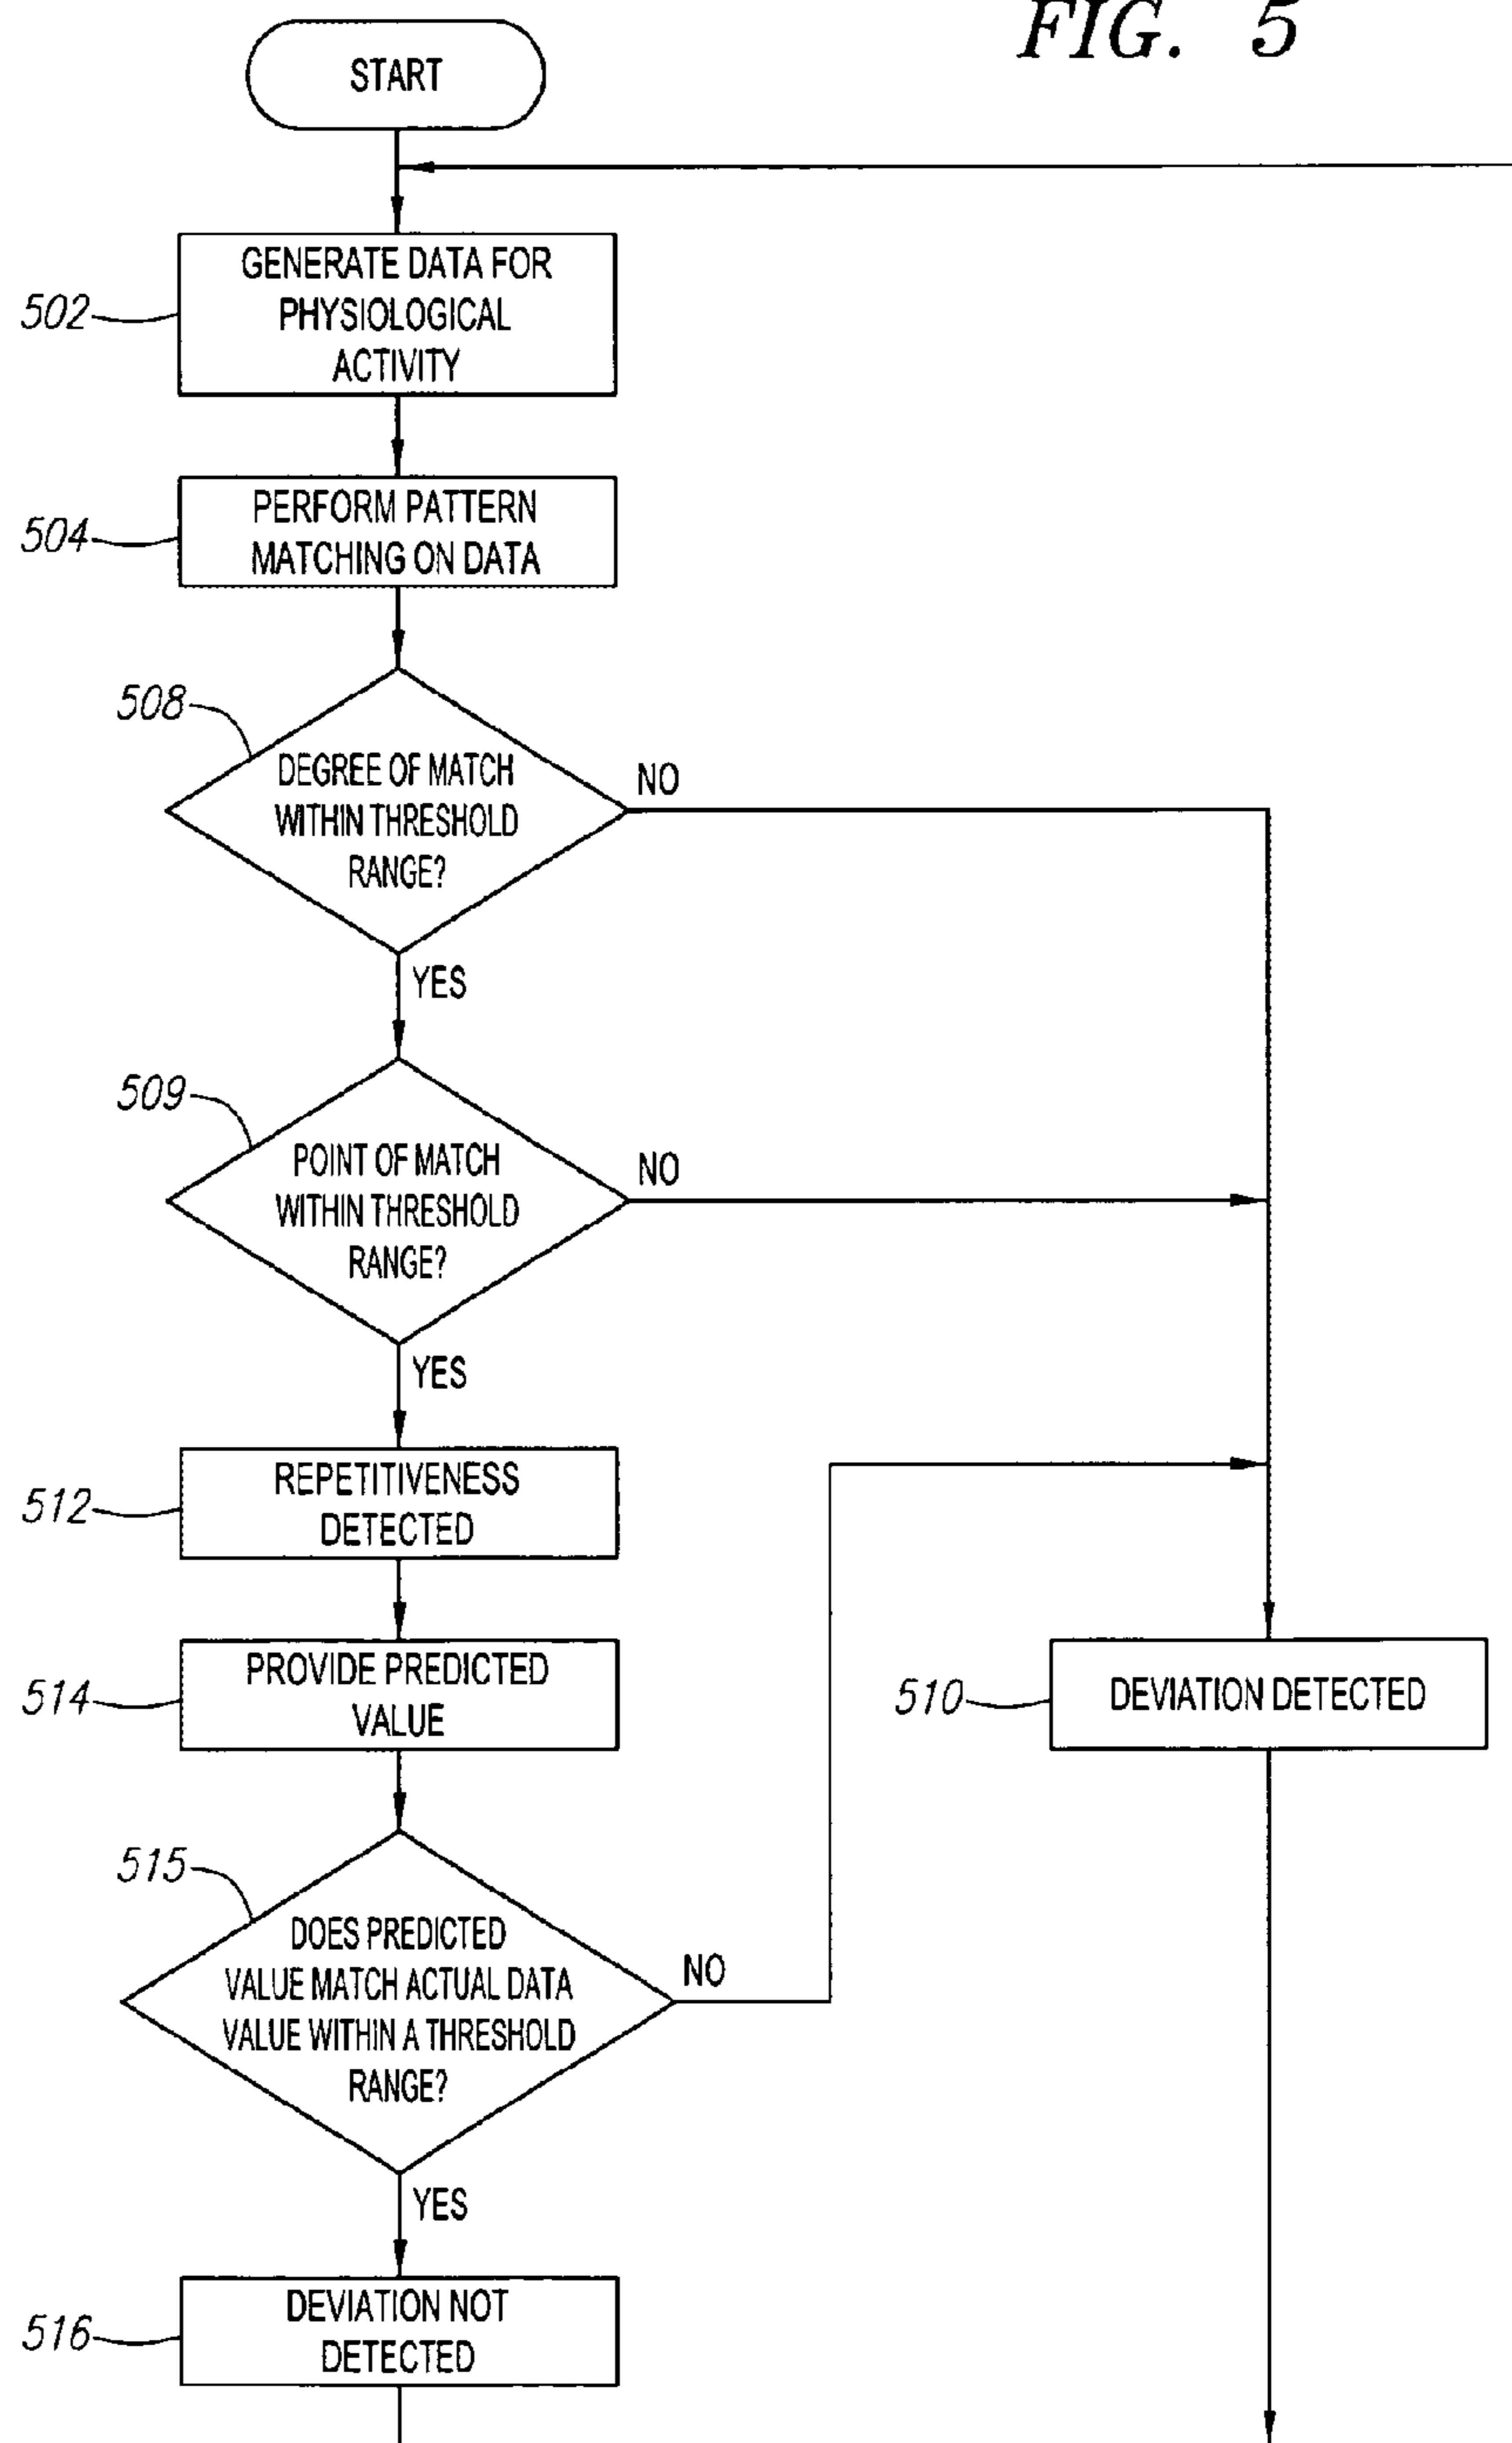 FIG. 5
START
GENERATE DATA FOR
PHYSIOLOGICAL
ACTIVITY
502
PERFORM PATTERN
MATCHING ON DATA
504
508
DEGREE OF MATCH
WITHIN THRESHOLD
RANGE?
NO
YES
509
POINT OF MATCH
WITHIN THRESHOLD
RANGE?
NO
YES
REPETITIVENESS
DETECTED
512
PROVIDE PREDICTED
VALUE
514
510
DEVIATION DETECTED
515
DOES PREDICTED
VALUE MATCH ACTUAL DATA
VALUE WITHIN A THRESHOLD
RANGE?
NO
YES
DEVIATION NOT
DETECTED
516